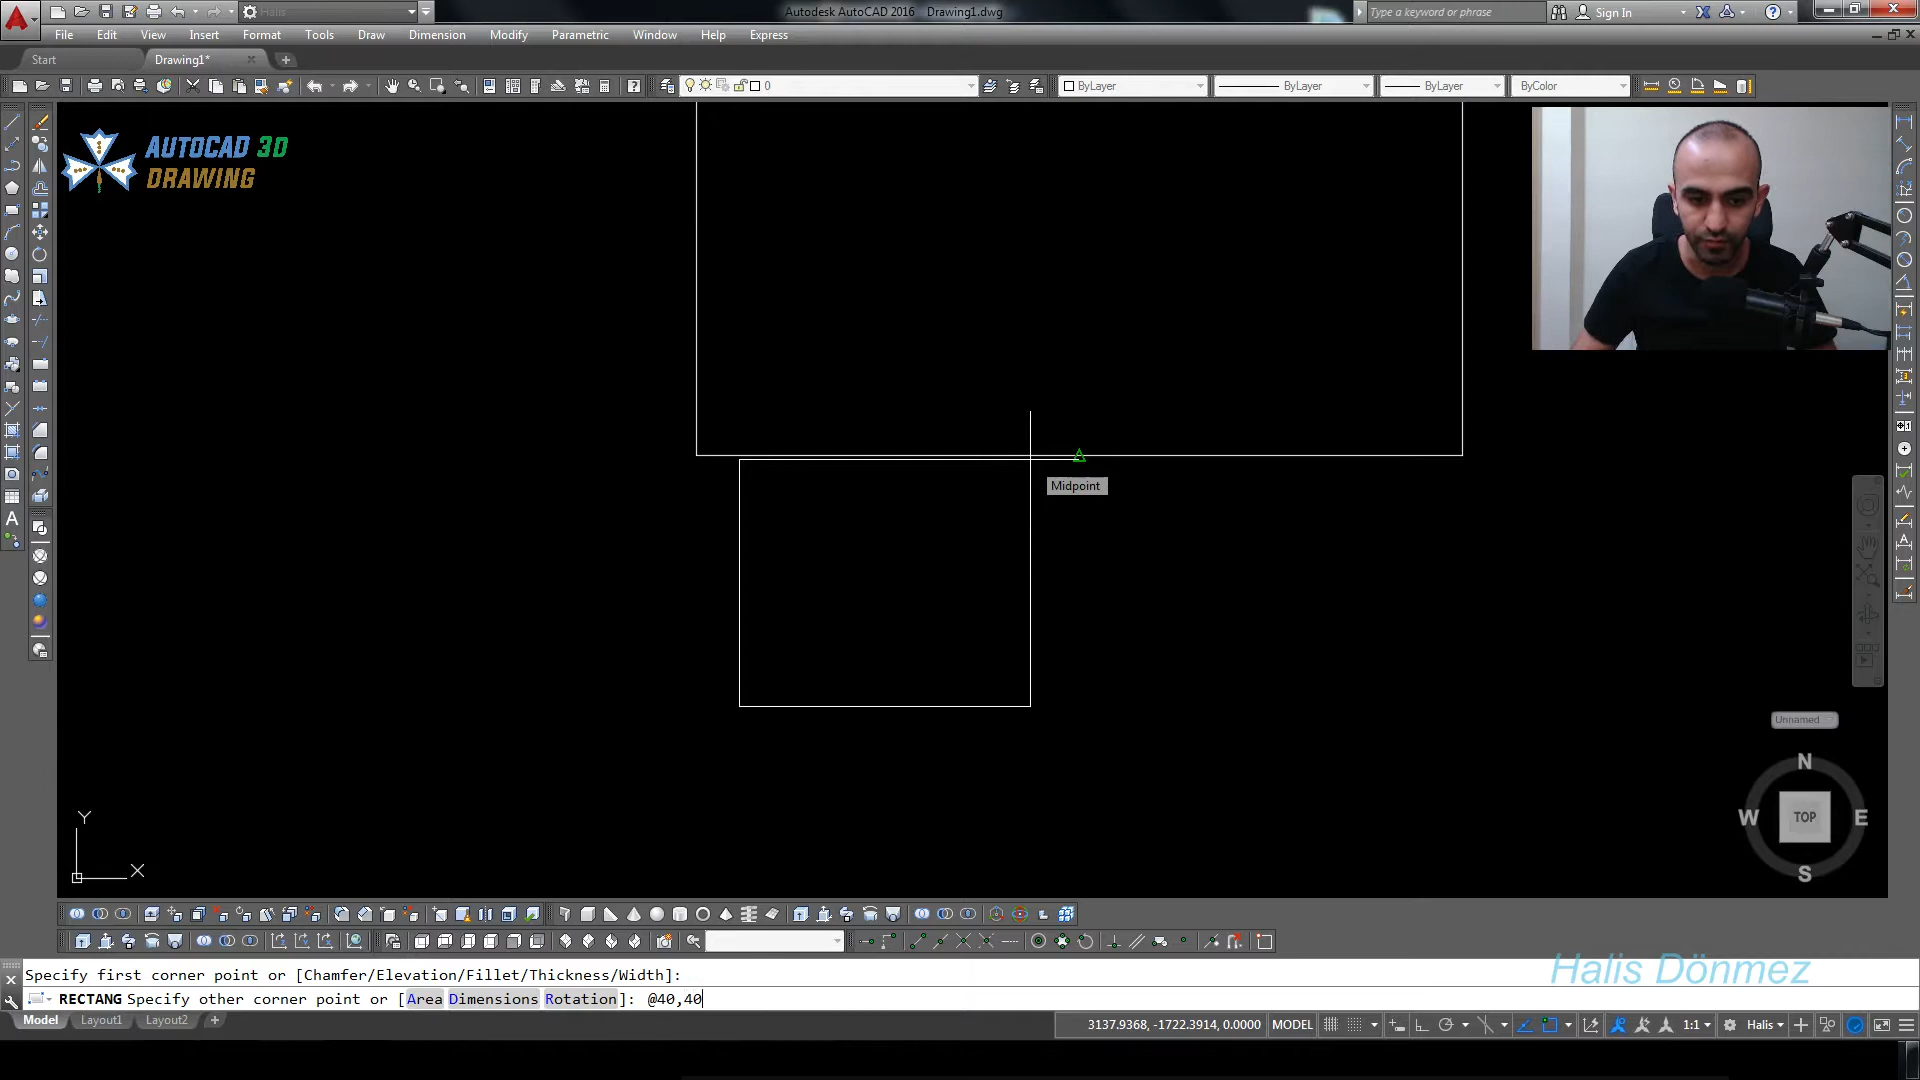 Halis
Autodesk AutoCAD 2016 Drawing1.dwg
Type a keyword or phrase
Sign In
File Edit View Insert Format Tools Draw Dimension Modify Parametric Window Help Express
Start
Drawing1*
0
ByLayer
ByLayer
ByLayer
ByColor
AUTOCAD 3D
DRAWING
Midpoint
Unnamed
N
W
TOP
E
S
Y
X
A
A
Halis Dönmez
Specify first corner point or [Chamfer/Elevation/Fillet/Thickness/Width]:
RECTANG Specify other corner point or [Area Dimensions Rotation]: @40,40
Model Layout1 Layout2
3137.9368, -1722.3914, 0.0000 MODEL
1:1
Halis